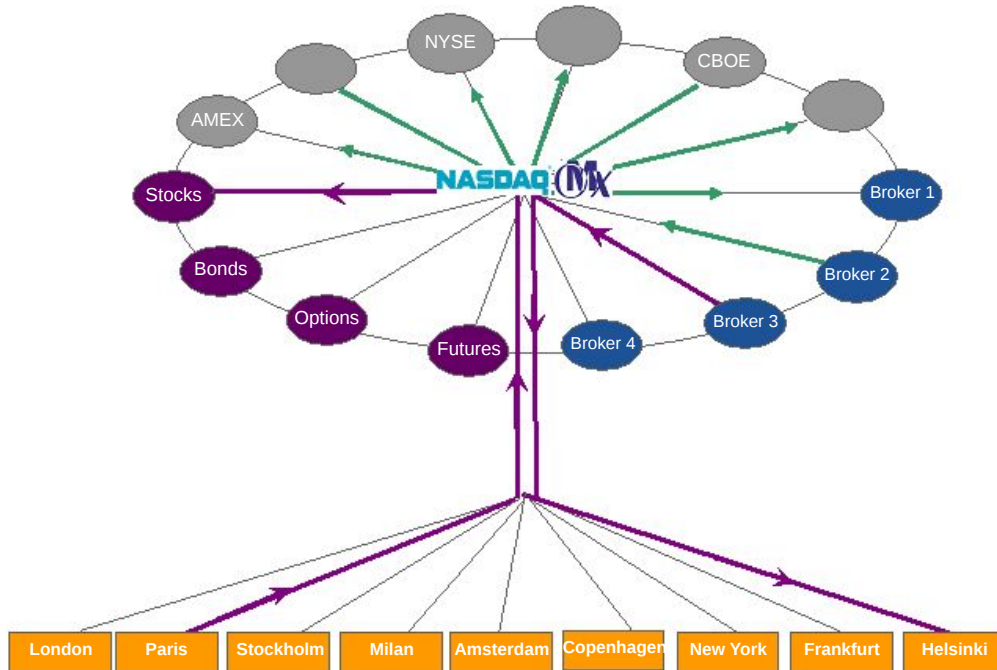 NYSE
CBOE
AMEX
NASDAQ OMX
Stocks
Broker 1
Bonds
Broker 2
Options
Broker 3
Futures
Broker 4
London
Paris
Stockholm
Milan
Amsterdam
Copenhagen
New York
Frankfurt
Helsinki